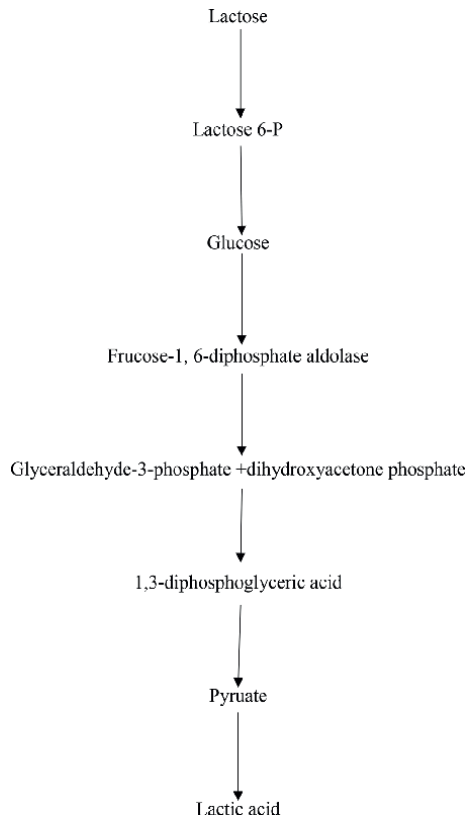 Lactose
Lactose 6-P
Glucose
Frucose-1, 6-diphosphate aldolase
Glyceraldehyde-3-phosphate +dihydroxyacetone phosphate
1,3-diphosphoglyceric acid
Pyruate
Lactic acid